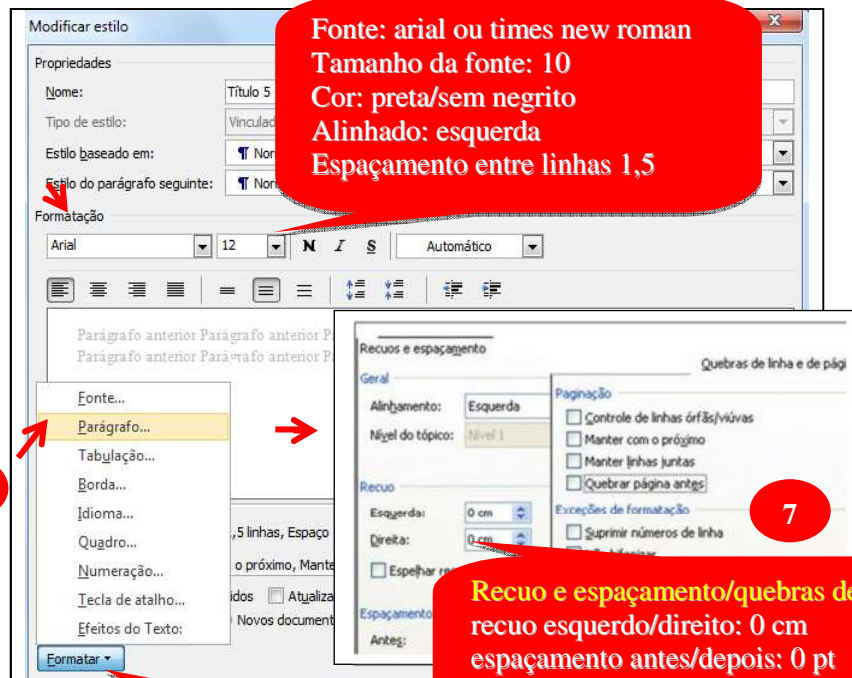 Modificar estilo
Fonte: arial ou times new roman
Tamanho da fonte: 10
Cor: preta/sem negrito
Alinhado: esquerda
Espaçamento entre linhas 1,5
Propriedades
Nome: Título 5
Tipo de estilo:
Estilo baseado em: ¶
Estilo do parágrafo seguinte: ¶
Formatação
Arial 12 N I S Automático
Parágrafo anterior Parágrafo anterior
Parágrafo anterior Parágrafo anterior
Fonte...
Parágrafo...
Tabulação...
Borda...
Idioma...
Quadro...
Numeração...
Tecla de atalho...
Efeitos do Texto:
Formatar
,5 linhas, Espaço
o próximo,
Novos
Recuos e espaçamento
Geral
Alinhamento: Esquerda
Nível do tópico: Nível 1
Recuo
Esquerda: 0 cm
Direita: 0 cm
Espelhar
Espaçamento
Antes:
Quebras de linha e de
Paginação
Controle de linhas órfãs/viúvas
Manter com o próximo
Manter linhas juntas
Quebrar página antes
Exceções de formatação
Suprimir números de linha
7
Recuo e espaçamento/quebras de
recuo esquerdo/direito: 0 cm
espaçamento antes/depois: 0 pt